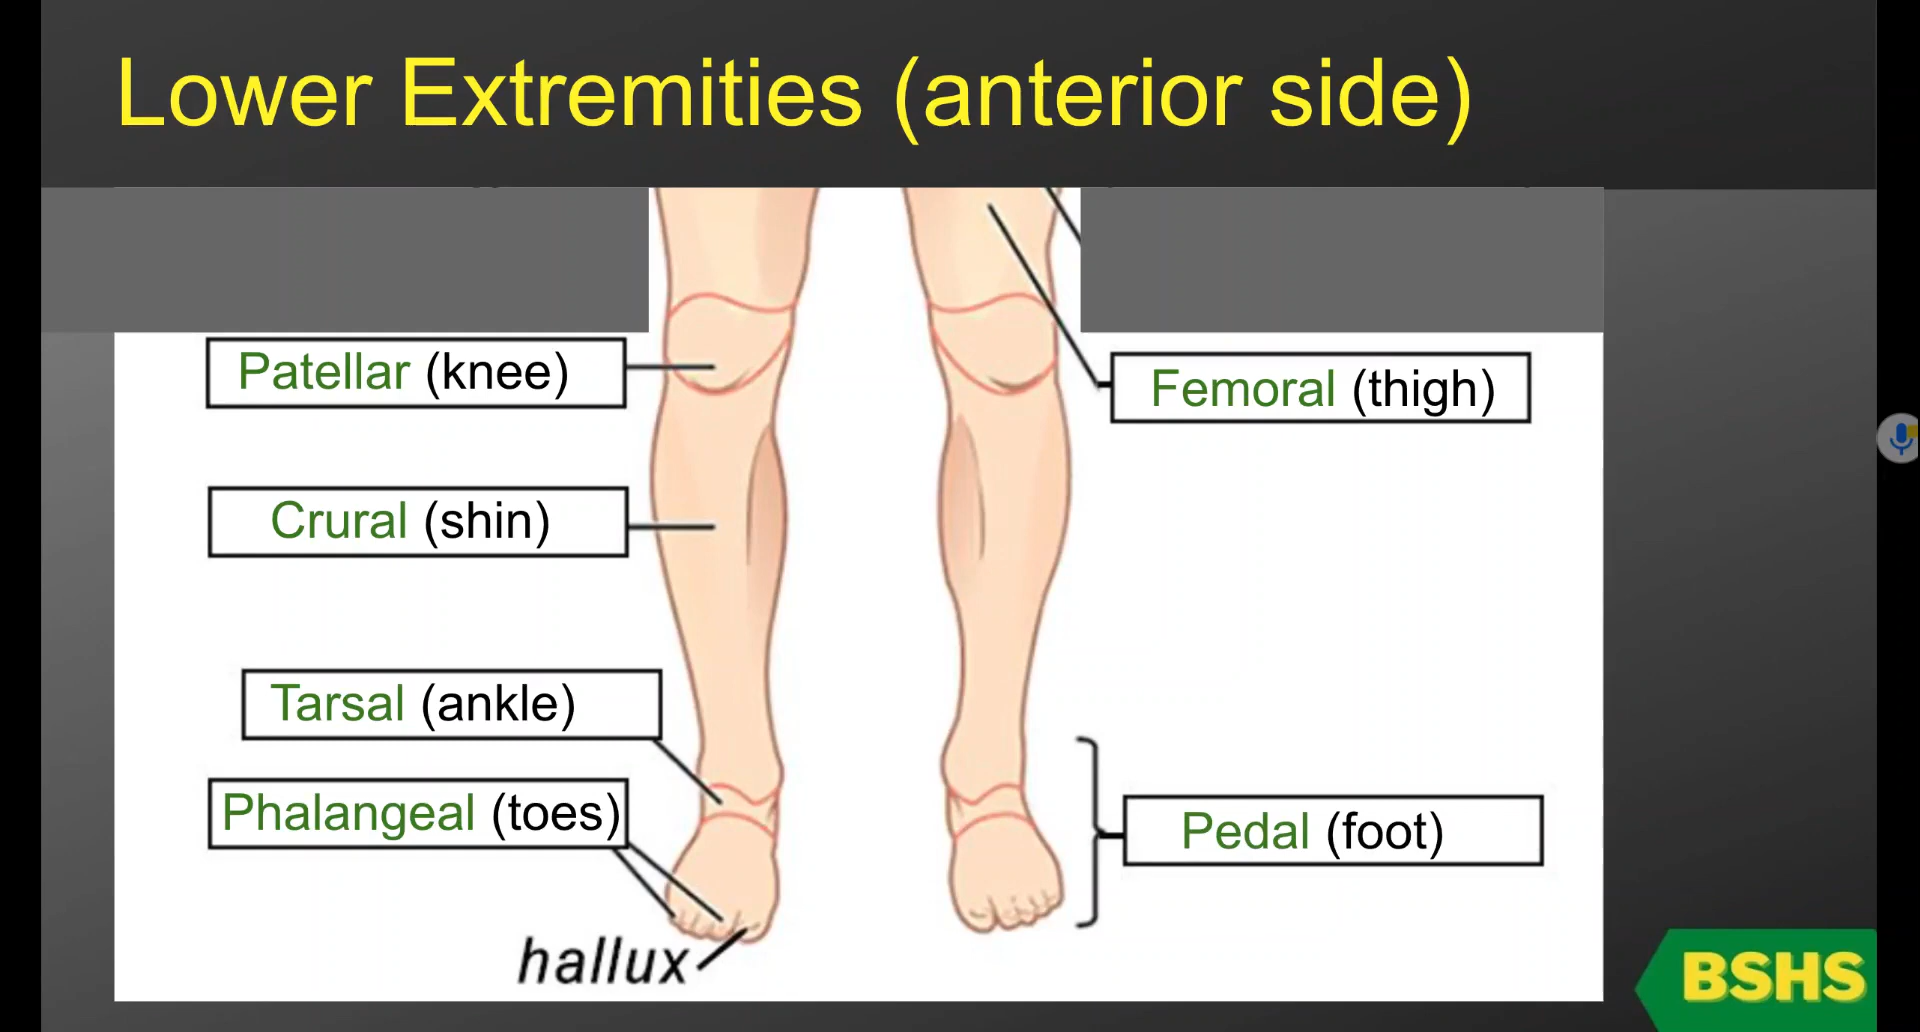 Lower Extremities (anterior side)
Patellar (knee)
Femoral (thigh)
Crural (shin)
Tarsal (ankle)
Phalangeal (toes)
Pedal (foot)
hallux
BSHS